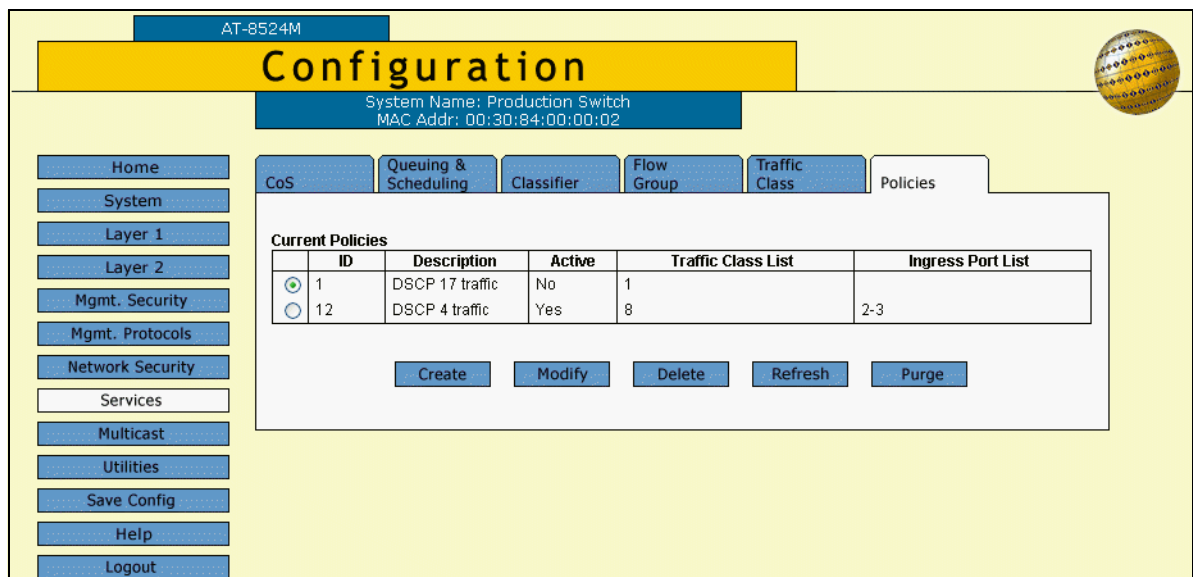 AT-8524M
Configuration
System Name: Production Switch
MAC Addr: 00:30:84:00:00:02
Home
System
Layer 1
Layer 2
Mgmt. Security
Mgmt. Protocols
Network Security
Services
Multicast
Utilities
Save Config
Help
Logout
CoS
Queuing &
Scheduling
Classifier
Flow
Group
Traffic
Class
Policies
Current Policies
ID Description Active Traffic Class List Ingress Port List
1 DSCP 17 traffic No 1
12 DSCP 4 traffic Yes 8 2-3
Create Modify Delete Refresh Purge